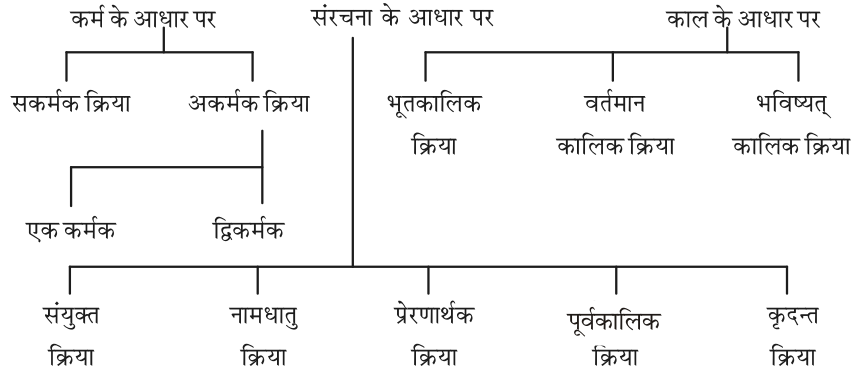 कर्म के आधार पर
संरचना के आधार पर
काल के आधार पर
सकर्मक क्रिया
अकर्मक क्रिया
भूतकालिक
क्रिया
वर्तमान
कालिक क्रिया
भविष्यत्
कालिक क्रिया
एक कर्मक
द्विकर्मक
संयुक्त
क्रिया
नामधातु
क्रिया
प्रेरणार्थक
क्रिया
पूर्वकालिक
क्रिया
कृदन्त
क्रिया